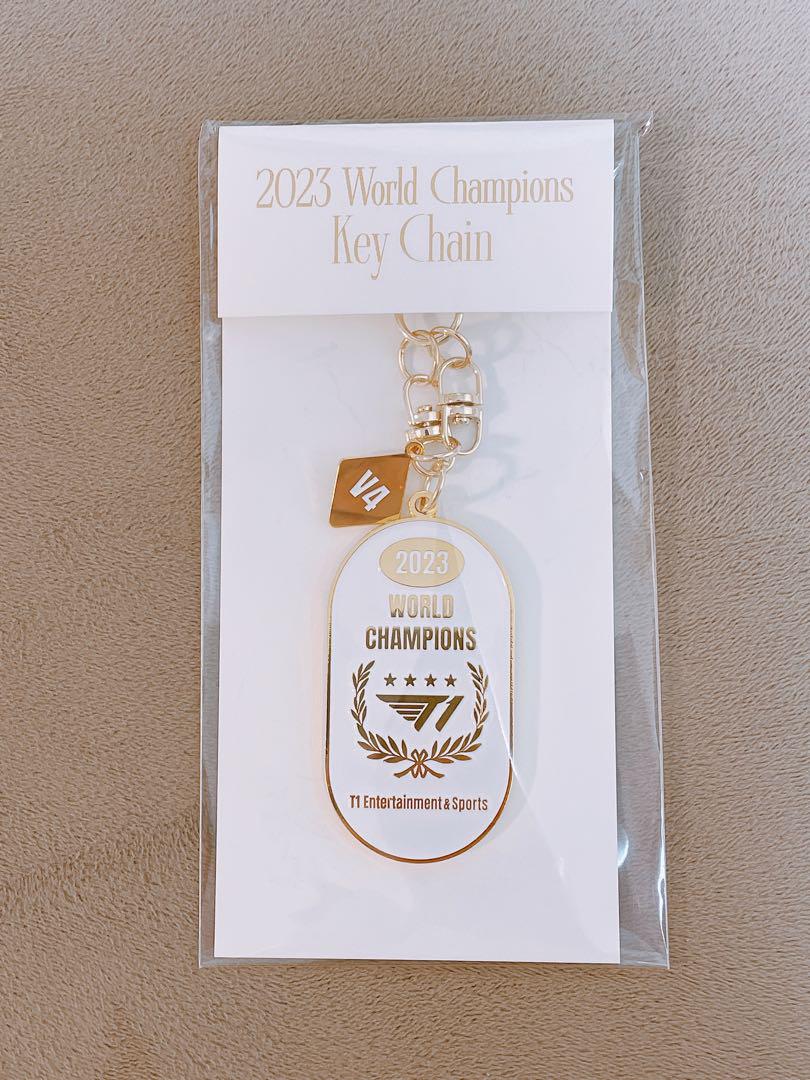 2023 World Champions
Key Chain
V4
2023
WORLD
CHAMPIONS
T1
T1 Entertainment & Sports